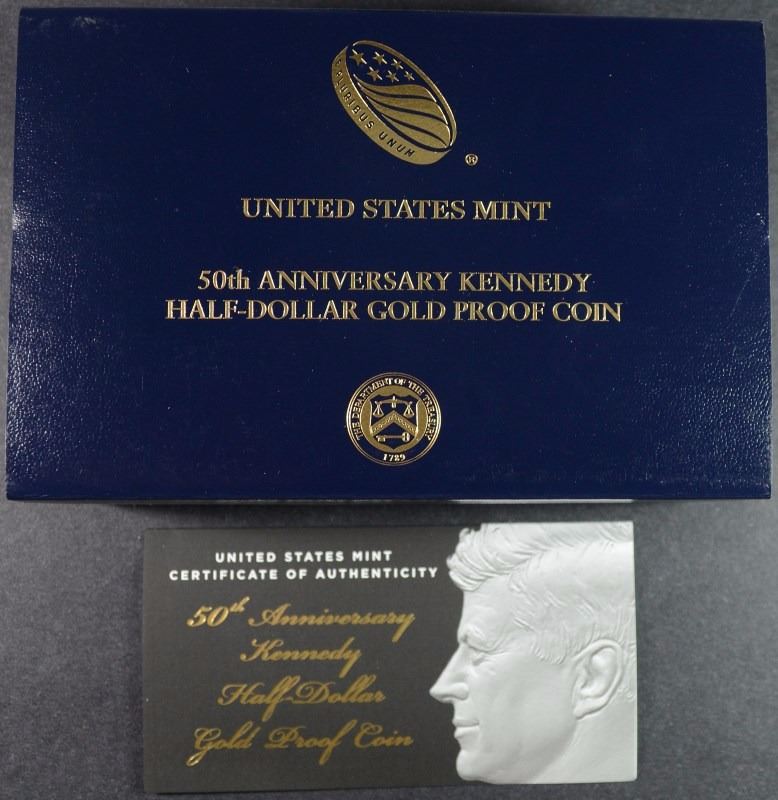 E PLURIBUS UNUM
®
UNITED STATES MINT
50th ANNIVERSARY KENNEDY
HALF-DOLLAR GOLD PROOF COIN
THE DEPARTMENT OF THE TREASURY
1789
UNITED STATES MINT
CERTIFICATE OF AUTHENTICITY
50th Anniversary
Kennedy
Half-Dollar
Gold Proof Coin